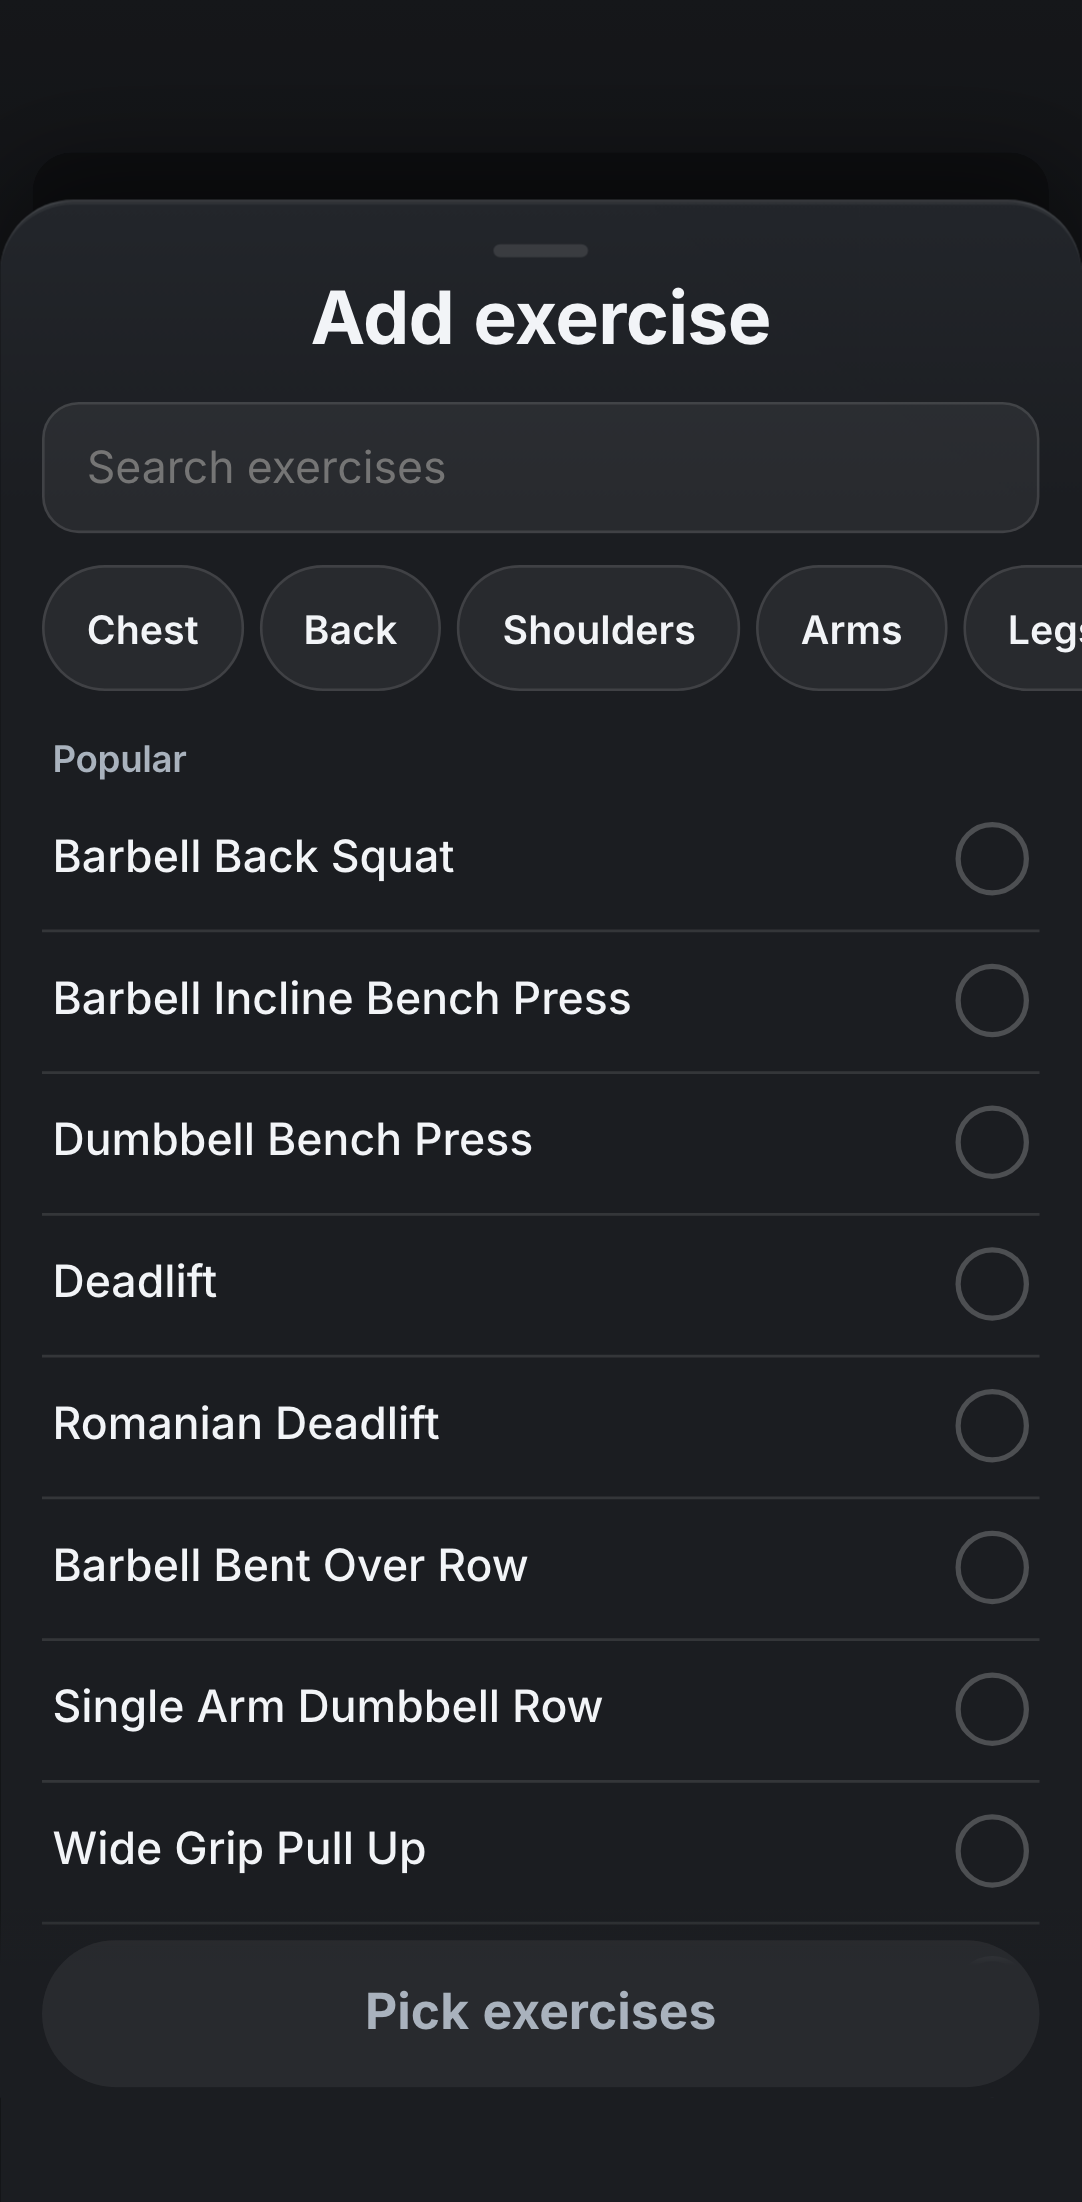 Add exercise
Search exercises
Chest Back Shoulders Arms Legs
Popular
Barbell Back Squat
Barbell Incline Bench Press
Dumbbell Bench Press
Deadlift
Romanian Deadlift
Barbell Bent Over Row
Single Arm Dumbbell Row
Wide Grip Pull Up
Pick exercises